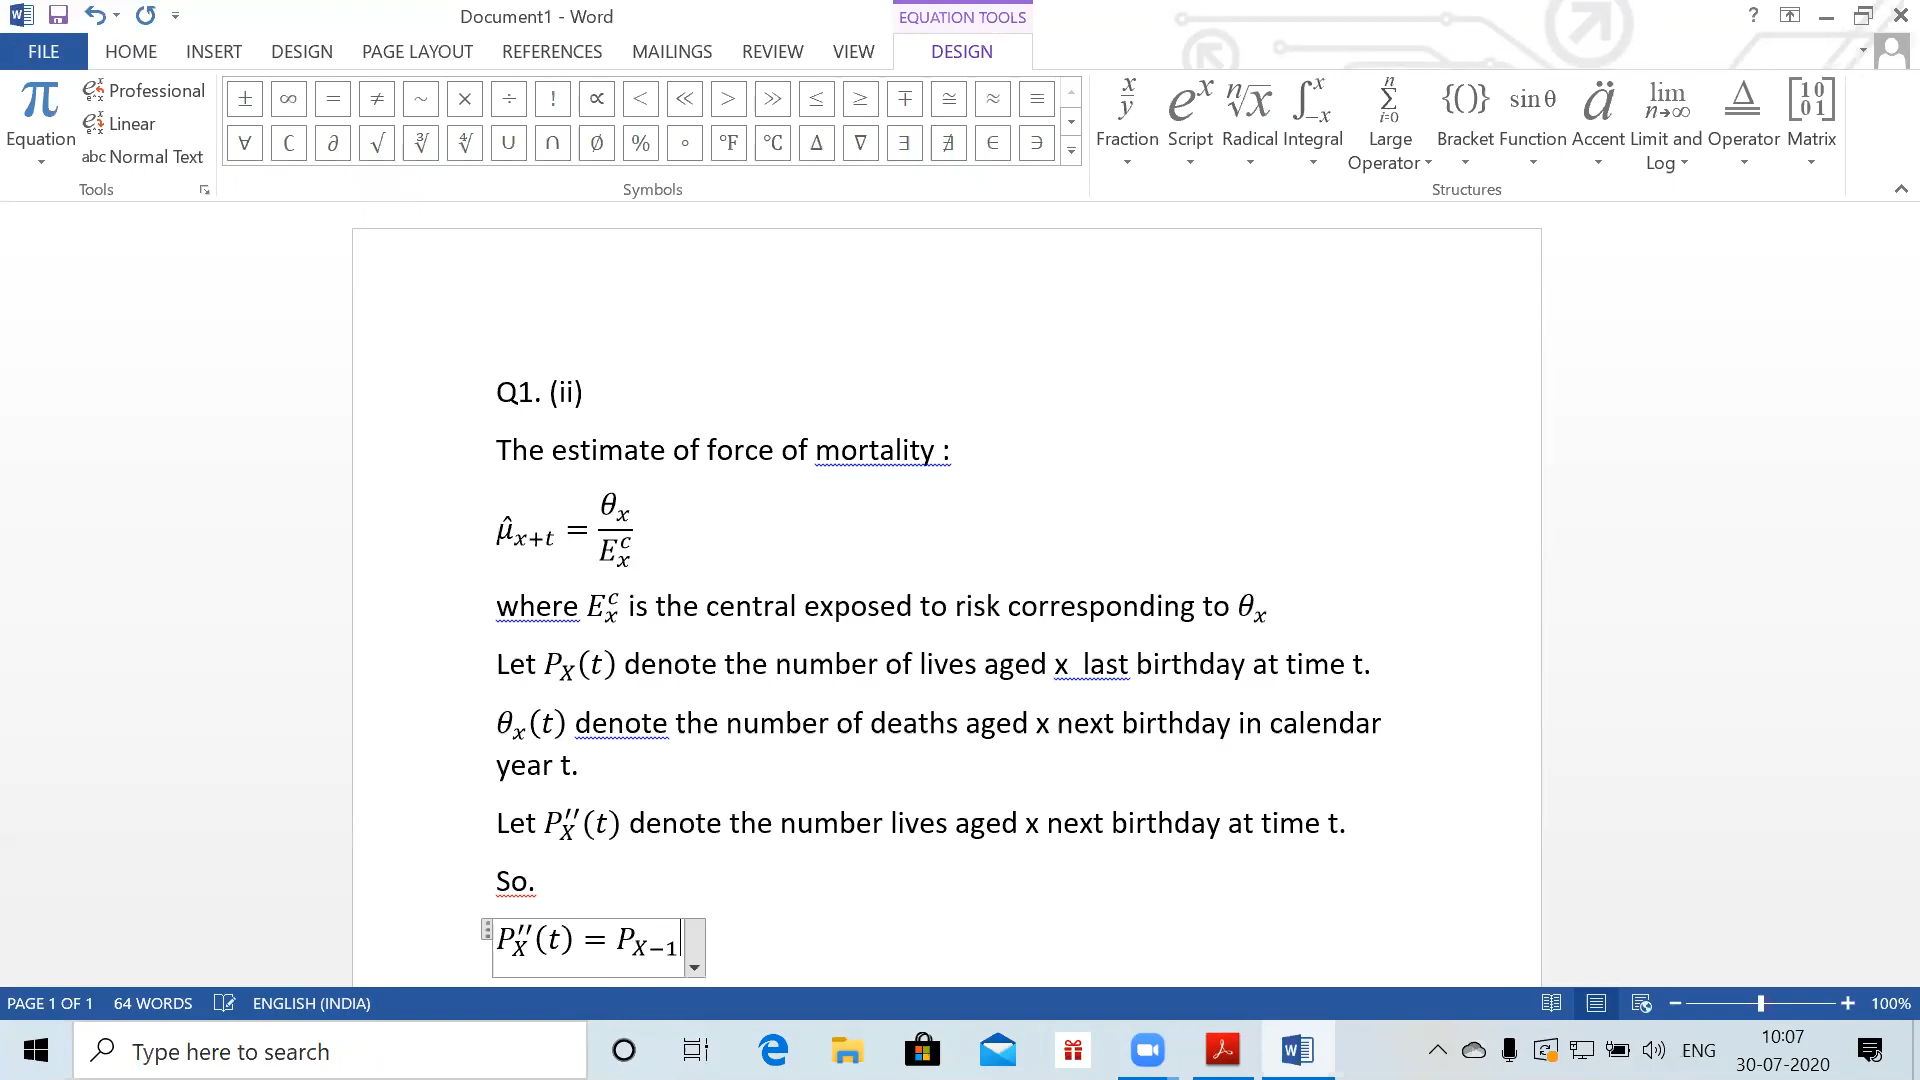 Document1 - Word
EQUATION TOOLS
?
FILE HOME INSERT DESIGN PAGE LAYOUT REFERENCES MAILINGS REVIEW VIEW DESIGN
π Equation
Professional
Linear
abc Normal Text
Tools
± ∞ = ≠ ~ × ÷ ! ∝ < ≪ > ≫ ≤ ≥ ∓ ≅ ≈ ≡
∀ ∁ ∂ √ ∛ ∜ ∪ ∩ ∅ % ° °F °C ∆ ∇ ∃ ∄ ∈ ∋
Symbols
Fraction Script Radical Integral Large Operator Bracket Function Accent Limit and Log Operator Matrix
Structures
Q1. (ii)
The estimate of force of mortality :
μ̂ₓ₊ₜ = θₓ / Eₓᶜ
where Eₓᶜ is the central exposed to risk corresponding to θₓ
Let P_X(t) denote the number of lives aged x  last birthday at time t.
θₓ(t) denote the number of deaths aged x next birthday in calendar
year t.
Let P_X′′(t) denote the number lives aged x next birthday at time t.
So.
P_X′′(t) = P_X−1
PAGE 1 OF 1 64 WORDS ENGLISH (INDIA) 100%
Type here to search
ENG
10:07
30-07-2020